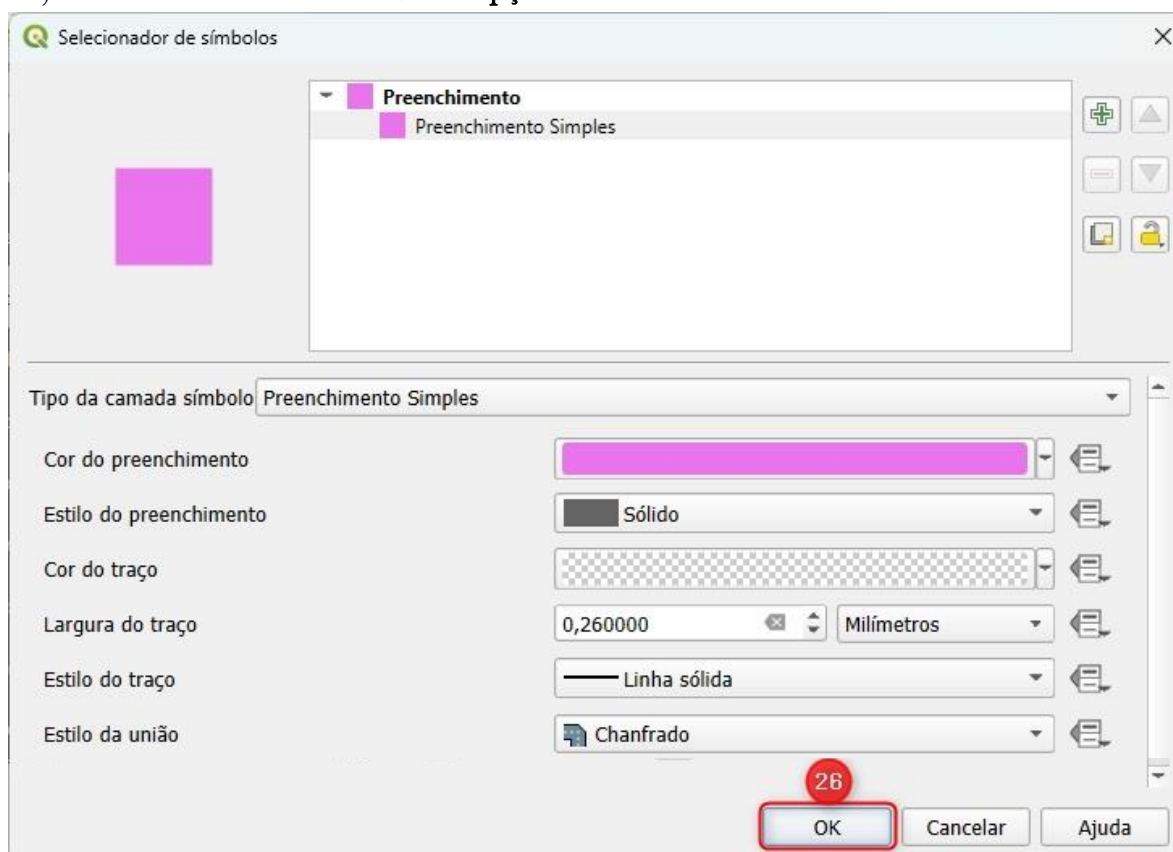 Selecionador de símbolos
Preenchimento
Preenchimento Simples
Tipo da camada símbolo Preenchimento Simples
Cor do preenchimento
Estilo do preenchimento Sólido
Cor do traço
Largura do traço 0,260000 Milímetros
Estilo do traço Linha sólida
Estilo da união Chanfrado
26
OK Cancelar Ajuda